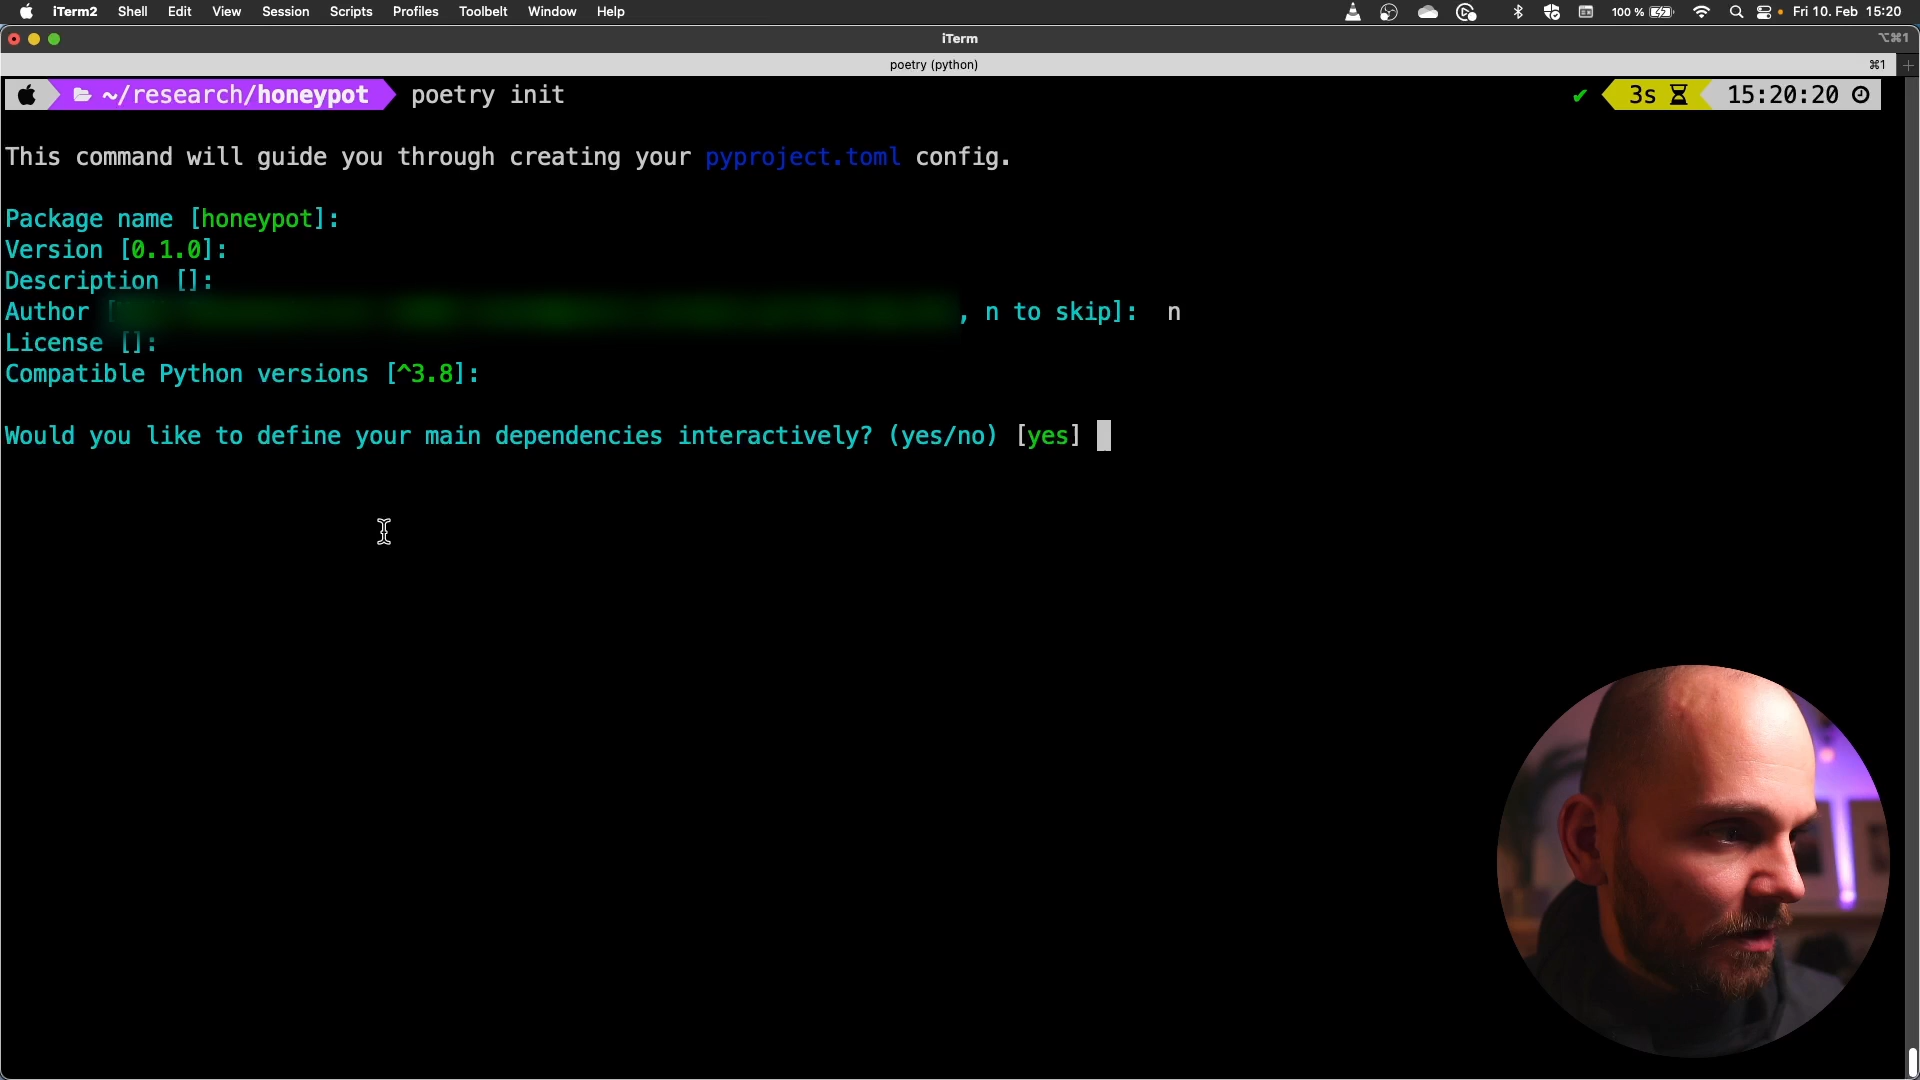 iTerm2 Shell Edit View Session Scripts Profiles Toolbelt Window Help 100 % Fri 10. Feb 15:20
iTerm ⌥⌘1
poetry (python) ⌘1
~/research/honeypot poetry init ✔ 3s 15:20:20
This command will guide you through creating your pyproject.toml config.
Package name [honeypot]:
Version [0.1.0]:
Description []:
Author [ , n to skip]: n
License []:
Compatible Python versions [^3.8]:
Would you like to define your main dependencies interactively? (yes/no) [yes]